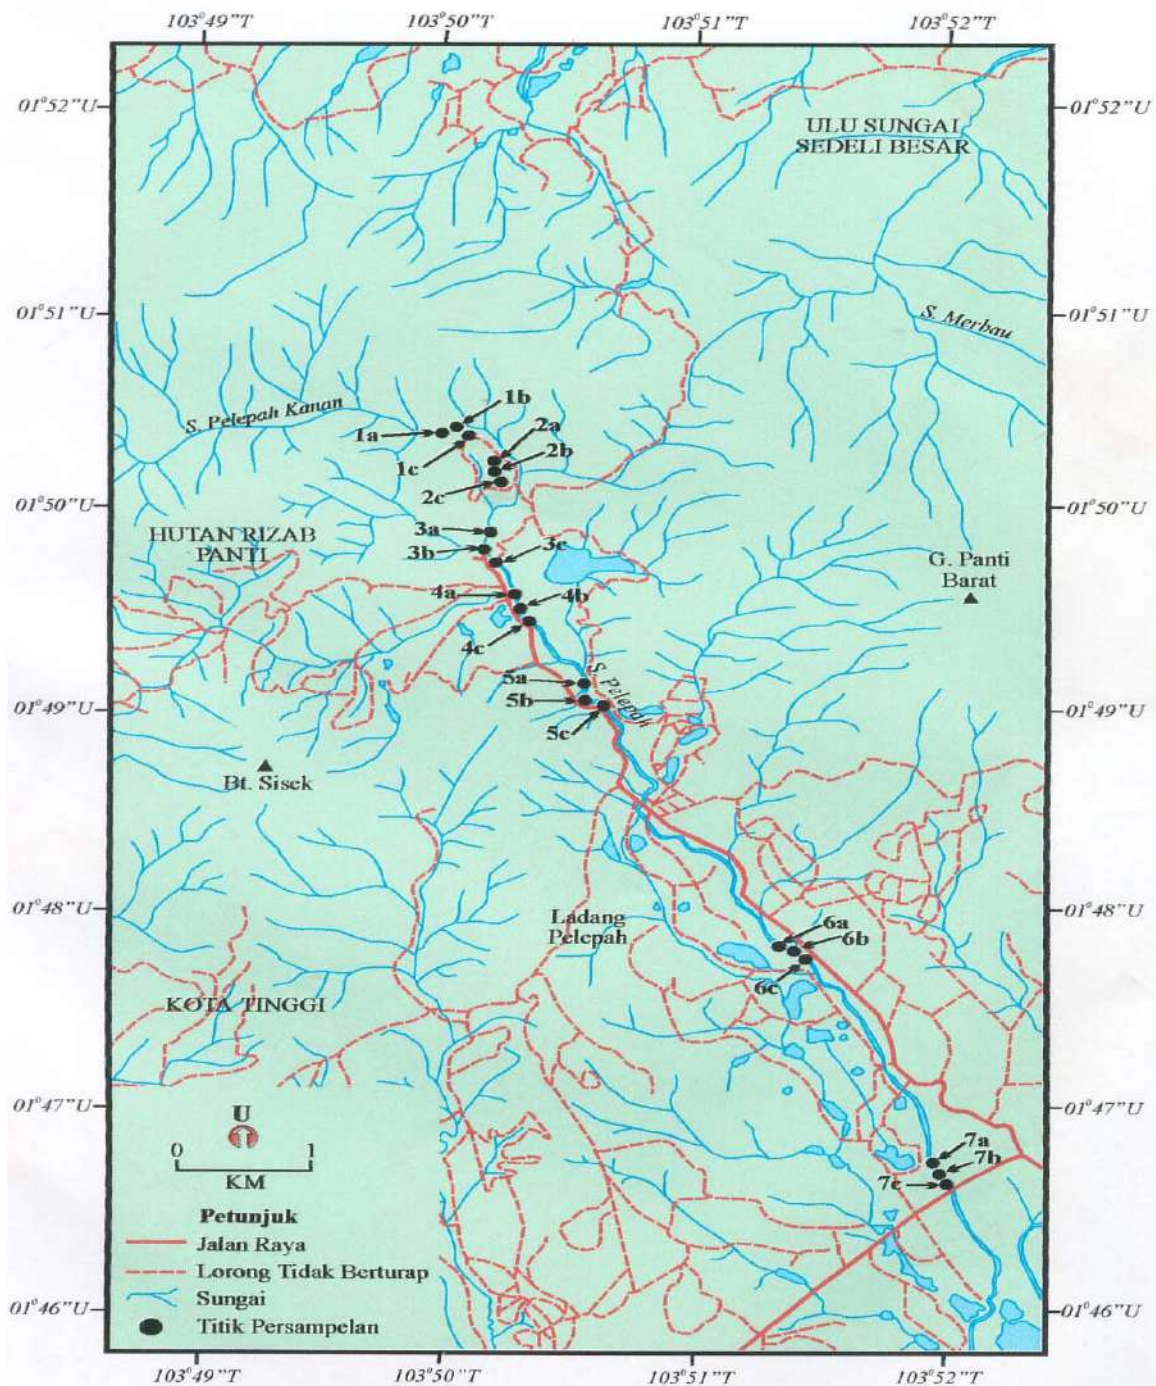 103°49"T
103°50"T
103°51"T
103°52"T
01°52"U
01°52"U
ULU SUNGAI
SEDELI BESAR
01°51"U
01°51"U
S. Merbau
S. Pelepah Kanan
1b
1a
2a
1c
2b
2c
01°50"U
01°50"U
3a
HUTAN RIZAB
PANTI
3b
3c
G. Panti
Barat
4a
4b
4c
S. Pelepah
5a
5b
5c
01°49"U
01°49"U
Bt. Sisek
01°48"U
01°48"U
Ladang
Pelepah
6a
6b
6c
KOTA TINGGI
01°47"U
01°47"U
U
0 1
KM
7a
7b
7c
Petunjuk
Jalan Raya
Lorong Tidak Berturap
Sungai
Titik Persampelan
01°46"U
01°46"U
103°49"T
103°50"T
103°51"T
103°52"T